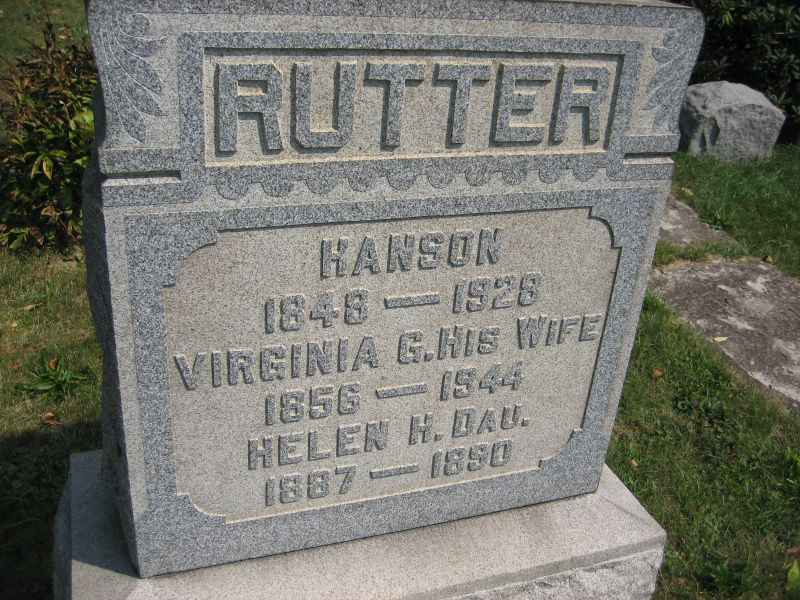 RUTTER
HANSON
1848 — 1928
VIRGINIA G. HIS WIFE
1856 — 1944
HELEN H. DAU.
1887 — 1890